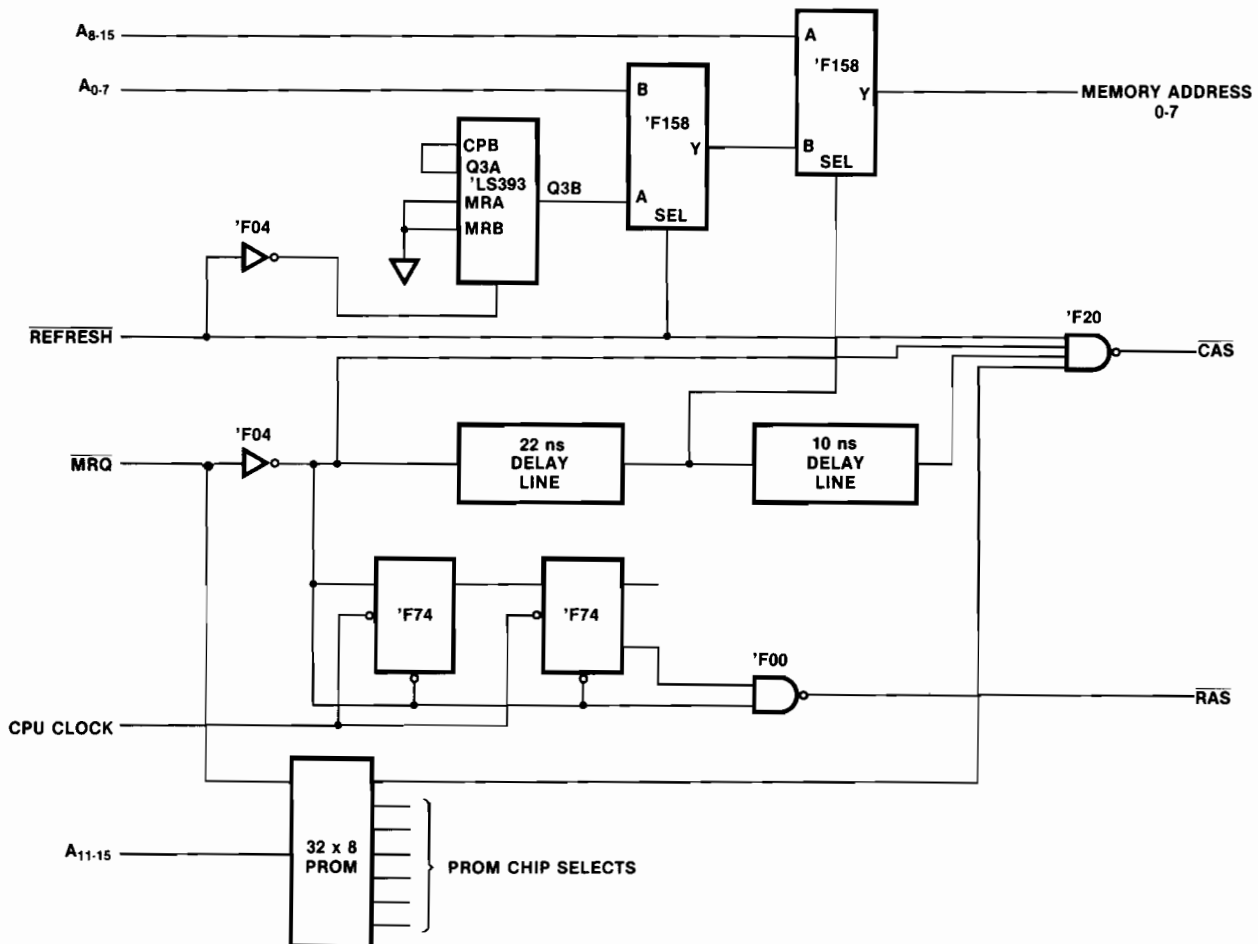 A8-15
A
'F158
Y
B
SEL
MEMORY ADDRESS
0-7
A0-7
B
'F158
Y
A
SEL
CPB
Q3A
'LS393
MRA
MRB
Q3B
'F04
REFRESH
'F20
CAS
'F04
MRQ
22 ns
DELAY
LINE
10 ns
DELAY
LINE
'F74
'F74
'F00
RAS
CPU CLOCK
32 x 8
PROM
A11-15
PROM CHIP SELECTS